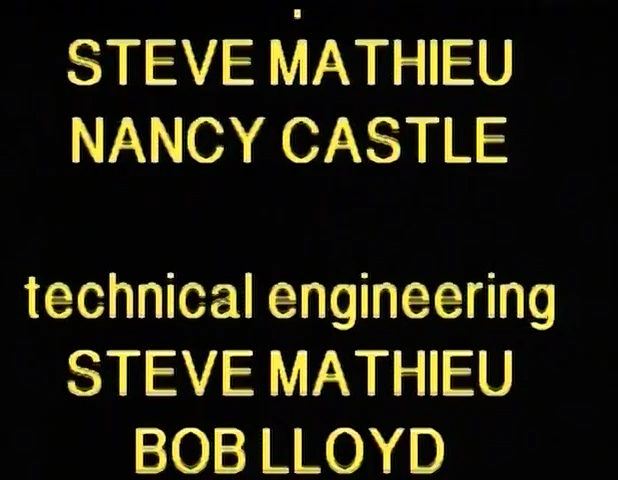 STEVE MATHIEU
NANCY CASTLE
technical engineering
STEVE MATHIEU
BOB LLOYD